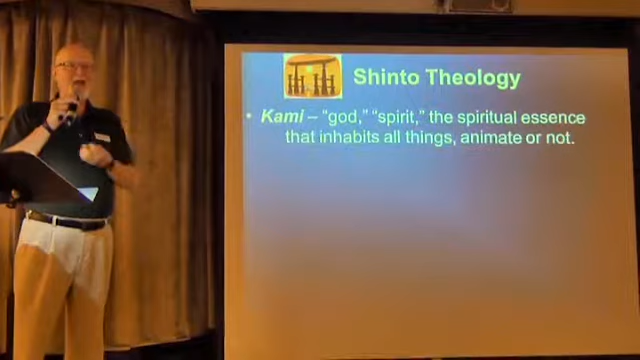 Shinto Theology
• Kami – “god,” “spirit,” the spiritual essence
that inhabits all things, animate or not.